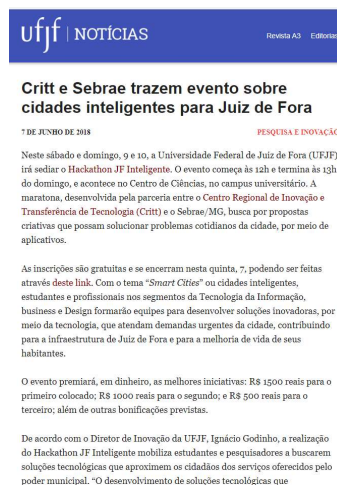 ufjf | NOTÍCIAS
Revista A3 Editorias
Critt e Sebrae trazem evento sobre
cidades inteligentes para Juiz de Fora
7 DE JUNHO DE 2018
PESQUISA E INOVAÇÃO
Neste sábado e domingo, 9 e 10, a Universidade Federal de Juiz de Fora (UFJF)
irá sediar o Hackathon JF Inteligente. O evento começa às 12h e termina às 13h
do domingo, e acontece no Centro de Ciências, no campus universitário. A
maratona, desenvolvida pela parceria entre o Centro Regional de Inovação e
Transferência de Tecnologia (Critt) e o Sebrae/MG, busca por propostas
criativas que possam solucionar problemas cotidianos da cidade, por meio de
aplicativos.
As inscrições são gratuitas e se encerram nesta quinta, 7, podendo ser feitas
através deste link. Com o tema “Smart Cities” ou cidades inteligentes,
estudantes e profissionais nos segmentos da Tecnologia da Informação,
business e Design formarão equipes para desenvolver soluções inovadoras, por
meio da tecnologia, que atendam demandas urgentes da cidade, contribuindo
para a infraestrutura de Juiz de Fora e para a melhoria de vida de seus
habitantes.
O evento premiará, em dinheiro, as melhores iniciativas: R$ 1500 reais para o
primeiro colocado; R$ 1000 reais para o segundo; e R$ 500 reais para o
terceiro; além de outras bonificações previstas.
De acordo com o Diretor de Inovação da UFJF, Ignácio Godinho, a realização
do Hackathon JF Inteligente mobiliza estudantes e pesquisadores a buscarem
soluções tecnológicas que aproximem os cidadãos dos serviços oferecidos pelo
poder municipal. “O desenvolvimento de soluções tecnológicas que